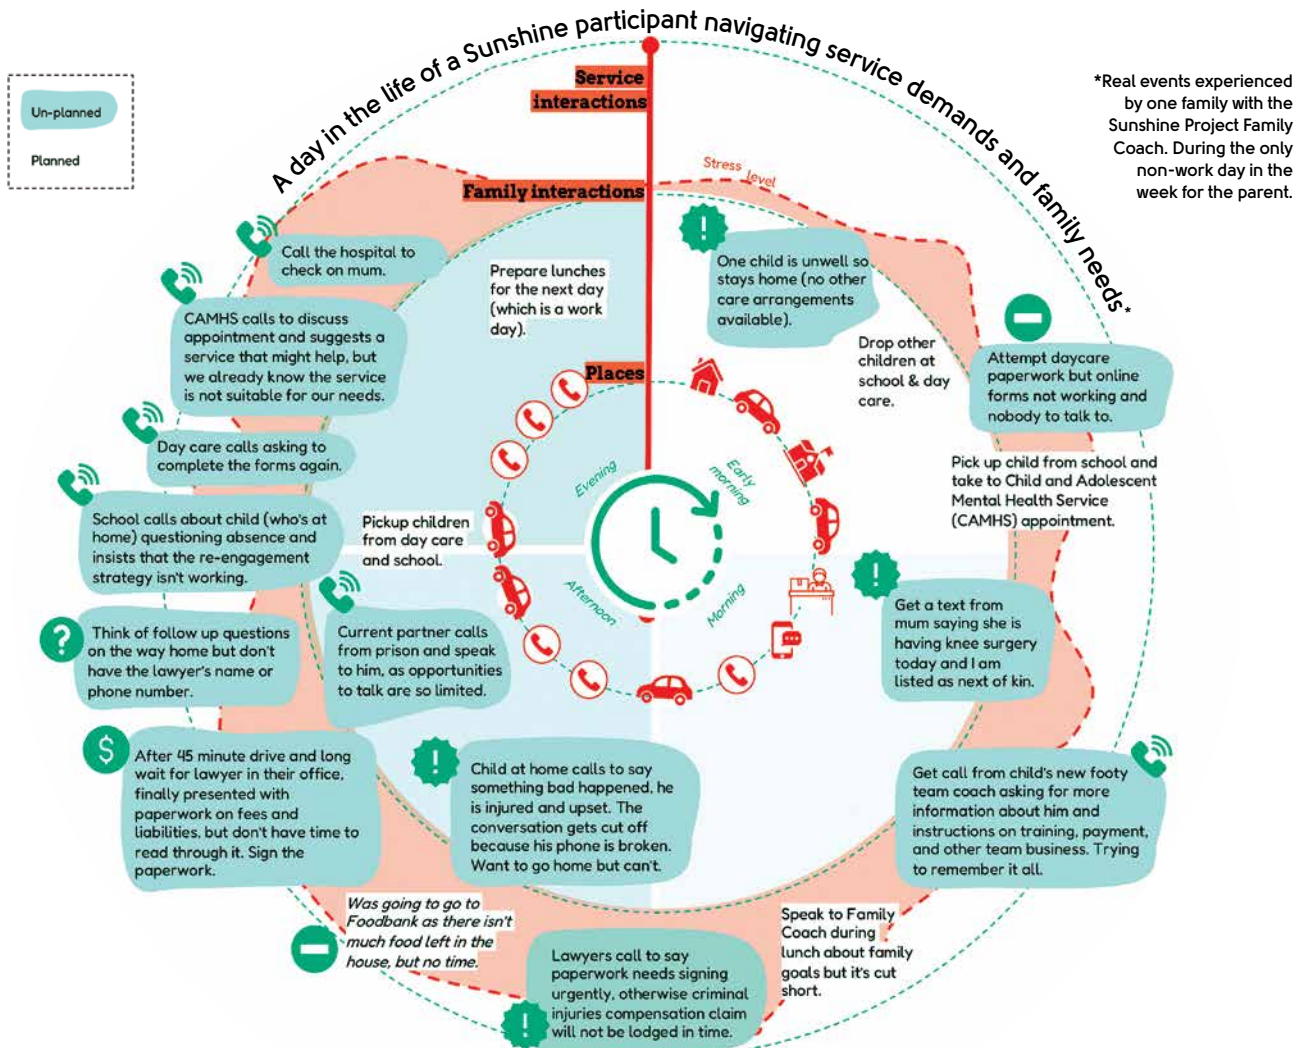 A day in the life of a Sunshine participant navigating service demands and family needs*
Un-planned
Planned
*Real events experienced
by one family with the
Sunshine Project Family
Coach. During the only
non-work day in the
week for the parent.
Service
interactions
Family interactions
Places
Stress level
One child is unwell so
stays home (no other
care arrangements
available).
Drop other
children at
school & day
care.
Attempt daycare
paperwork but online
forms not working and
nobody to talk to.
Pick up child from school and
take to Child and Adolescent
Mental Health Service
(CAMHS) appointment.
Get a text from
mum saying she is
having knee surgery
today and I am
listed as next of kin.
Get call from child's new footy
team coach asking for more
information about him and
instructions on training, payment,
and other team business. Trying
to remember it all.
Speak to Family
Coach during
lunch about family
goals but it's cut
short.
Lawyers call to say
paperwork needs signing
urgently, otherwise criminal
injuries compensation claim
will not be lodged in time.
Child at home calls to say
something bad happened, he
is injured and upset. The
conversation gets cut off
because his phone is broken.
Want to go home but can't.
Was going to go to
Foodbank as there isn't
much food left in the
house, but no time.
After 45 minute drive and long
wait for lawyer in their office,
finally presented with
paperwork on fees and
liabilities, but don't have time to
read through it. Sign the
paperwork.
Think of follow up questions
on the way home but don't
have the lawyer's name or
phone number.
Current partner calls
from prison and speak
to him, as opportunities
to talk are so limited.
Pickup children
from day care
and school.
School calls about child (who's at
home) questioning absence and
insists that the re-engagement
strategy isn't working.
Day care calls asking to
complete the forms again.
CAMHS calls to discuss
appointment and suggests a
service that might help, but
we already know the service
is not suitable for our needs.
Call the hospital to
check on mum.
Prepare lunches
for the next day
(which is a work
day).
Early
morning
Morning
Afternoon
Evening